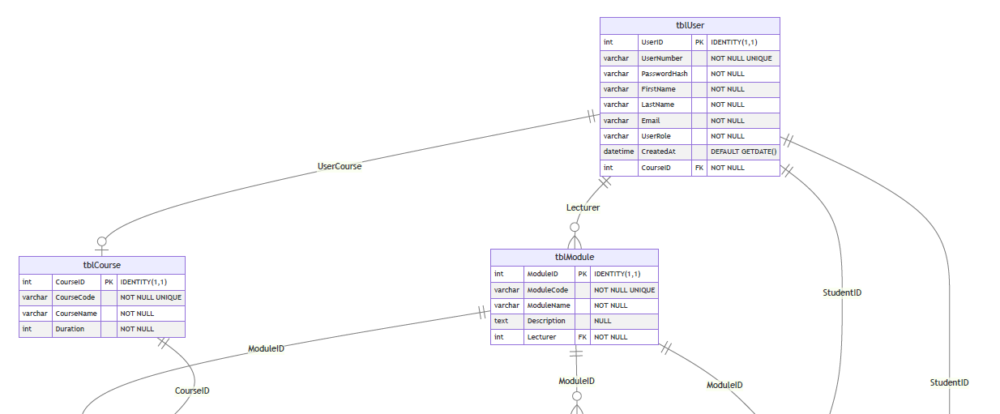 tblUser
int UserID PK IDENTITY(1,1)
varchar UserNumber NOT NULL UNIQUE
varchar PasswordHash NOT NULL
varchar FirstName NOT NULL
varchar LastName NOT NULL
varchar Email NOT NULL
varchar UserRole NOT NULL
datetime CreatedAt DEFAULT GETDATE()
int CourseID FK NOT NULL
UserCourse
Lecturer
tblCourse
int CourseID PK IDENTITY(1,1)
varchar CourseCode NOT NULL UNIQUE
varchar CourseName NOT NULL
int Duration NOT NULL
tblModule
int ModuleID PK IDENTITY(1,1)
varchar ModuleCode NOT NULL UNIQUE
varchar ModuleName NOT NULL
text Description NULL
int Lecturer FK NOT NULL
StudentID
ModuleID
CourseID
ModuleID
ModuleID
StudentID